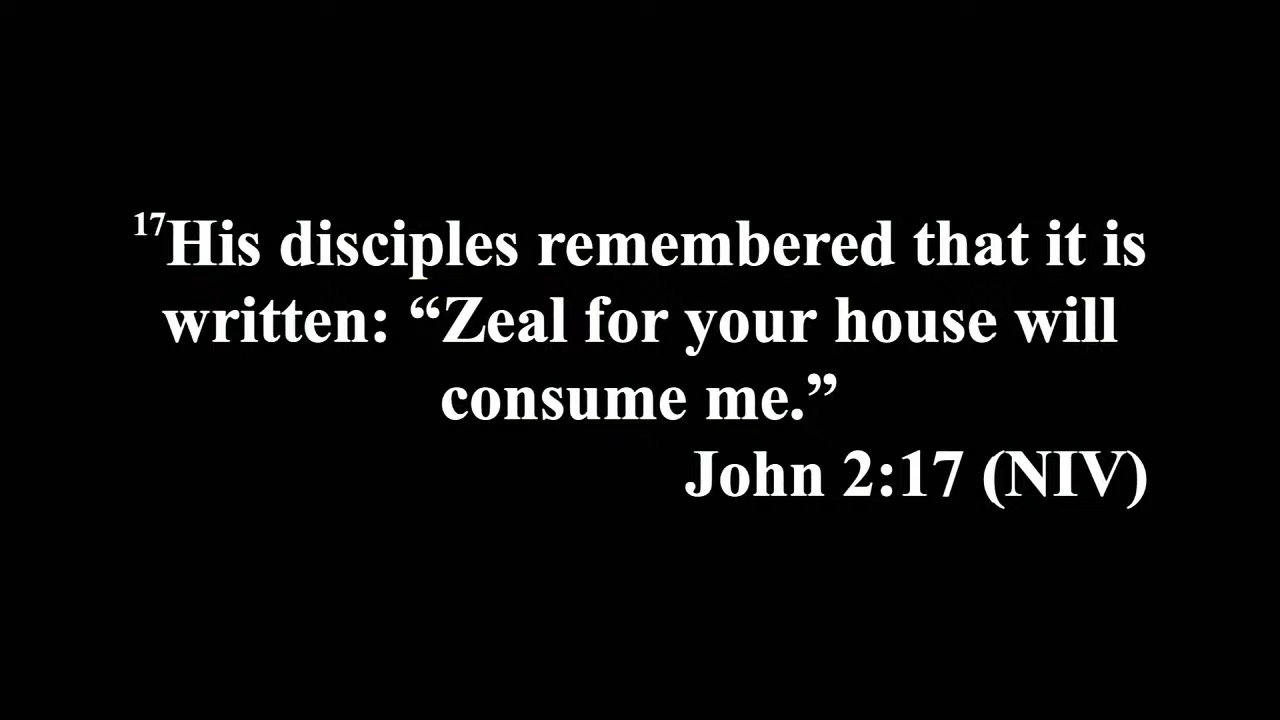 17His disciples remembered that it is
written: “Zeal for your house will
consume me.”
John 2:17 (NIV)